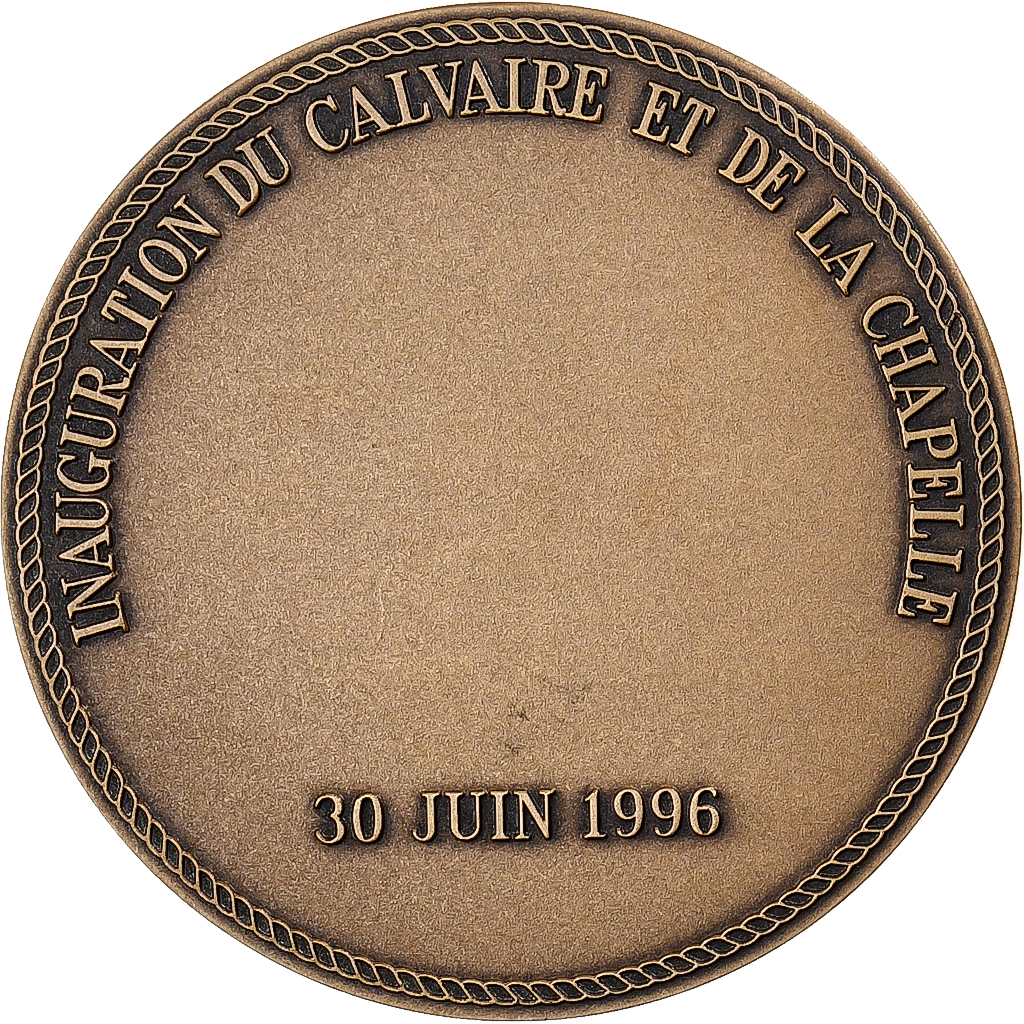 INAUGURATION DU CALVAIRE ET DE LA CHAPELLE
30 JUIN 1996